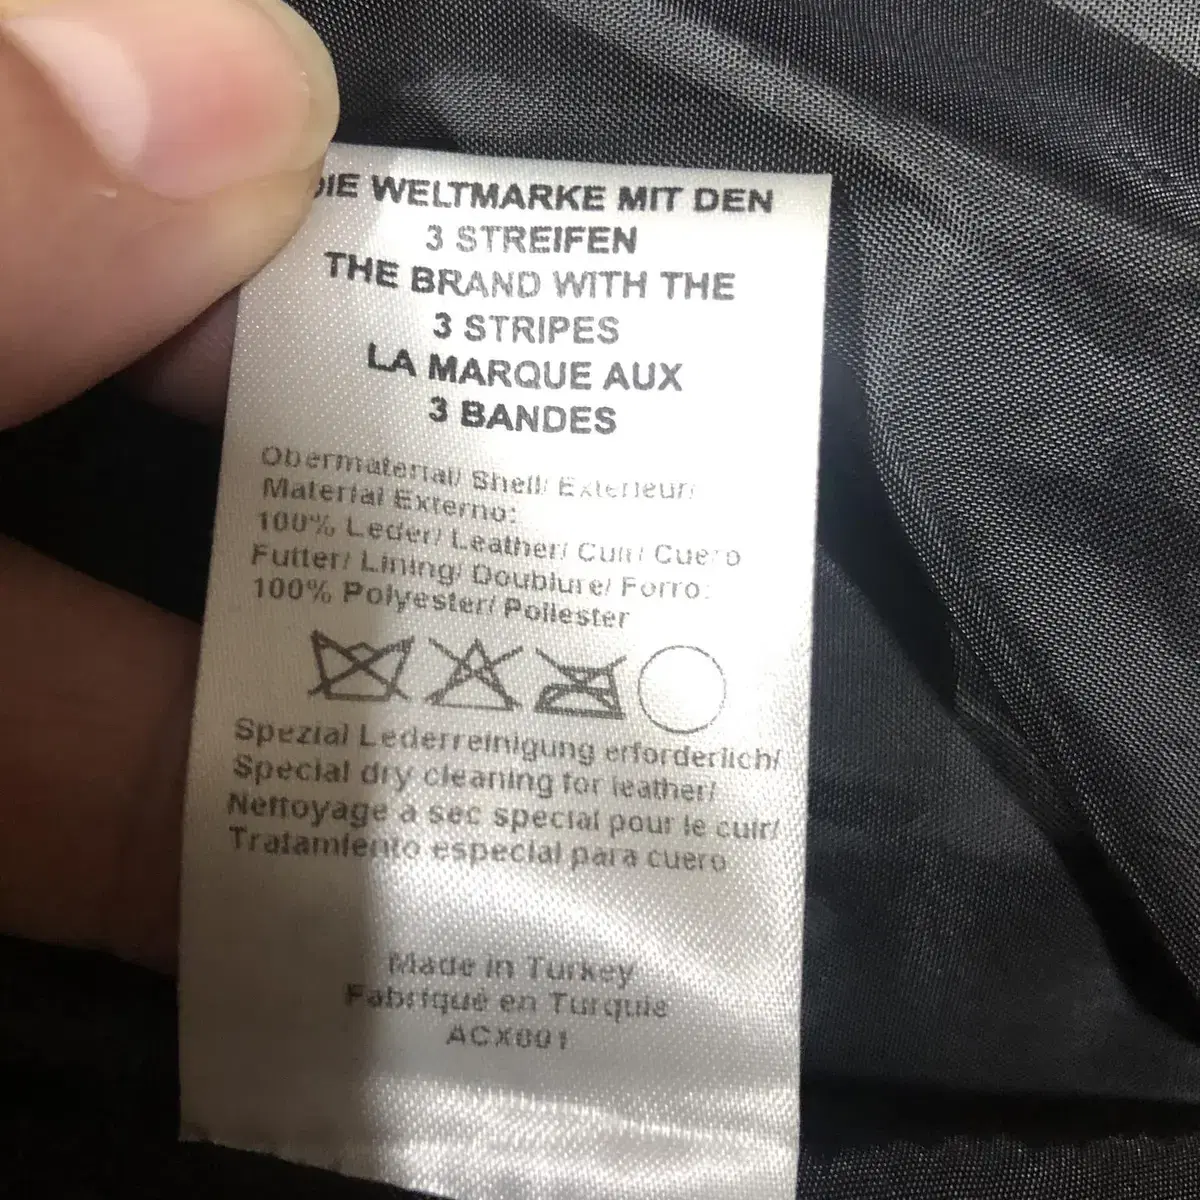 DIE WELTMARKE MIT DEN
3 STREIFEN
THE BRAND WITH THE
3 STRIPES
LA MARQUE AUX
3 BANDES
Obermaterial/ Shell/ Exterieur/
Material Externo:
100% Leder/ Leather/ Cuir/ Cuero
Futter/ Lining/ Doublure/ Forro:
100% Polyester/ Poliester
Spezial Lederreinigung erforderlich/
Special dry cleaning for leather/
Nettoyage a sec special pour le cuir/
Tratamiento especial para cuero
Made in Turkey
Fabriqué en Turquie
ACX001